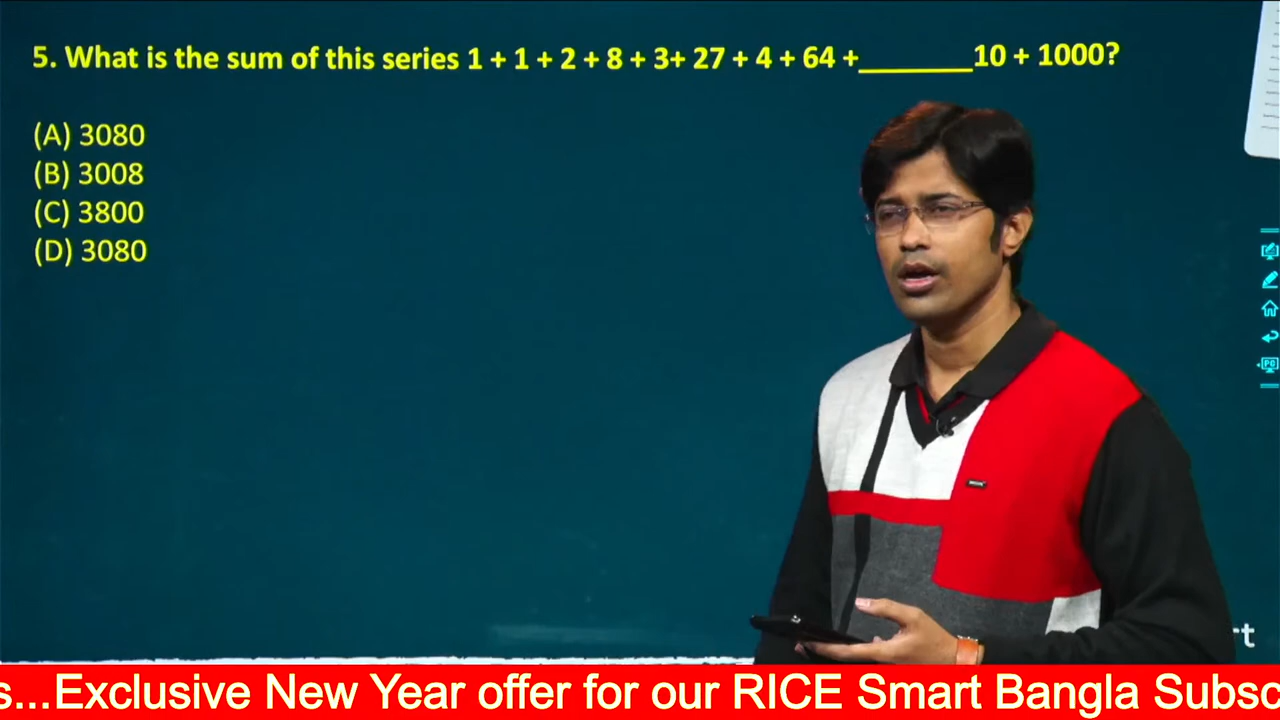 5. What is the sum of this series 1 + 1 + 2 + 8 + 3+ 27 + 4 + 64 +_______10 + 1000?
(A) 3080
(B) 3008
(C) 3800
(D) 3080
s...Exclusive New Year offer for our RICE Smart Bangla Subsc